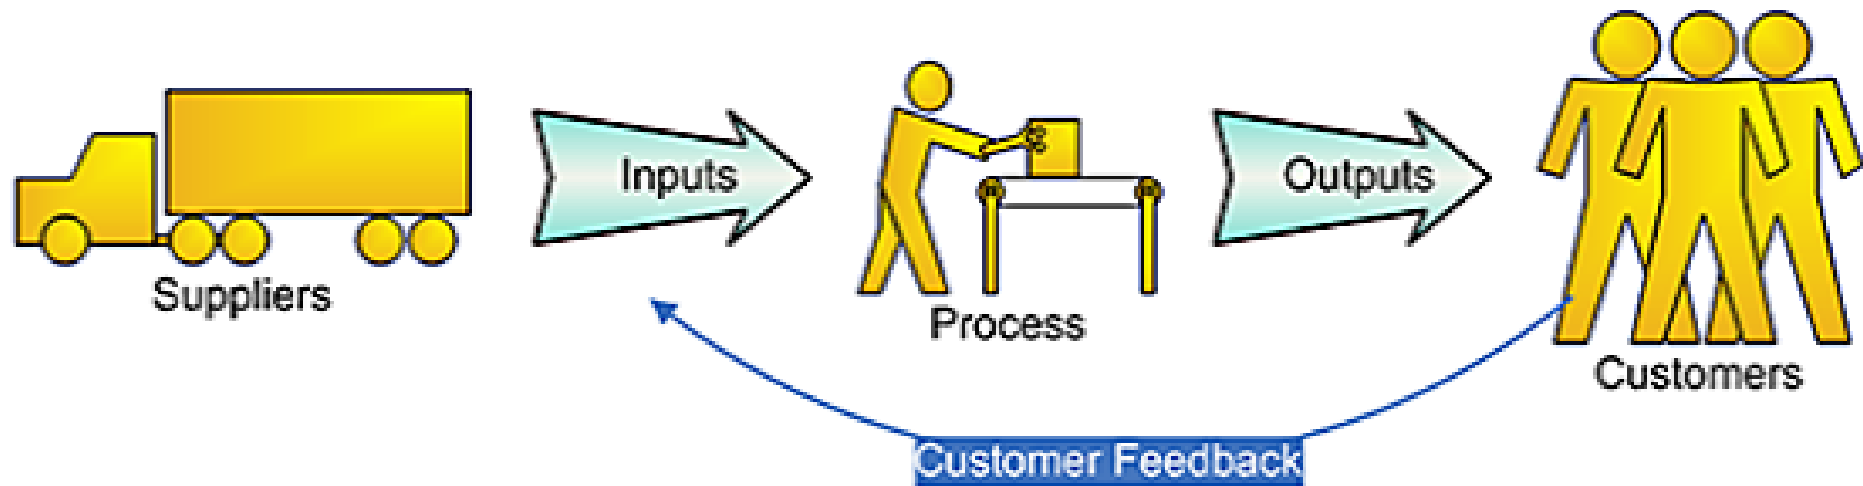 Suppliers
Inputs
Process
Outputs
Customers
Customer Feedback